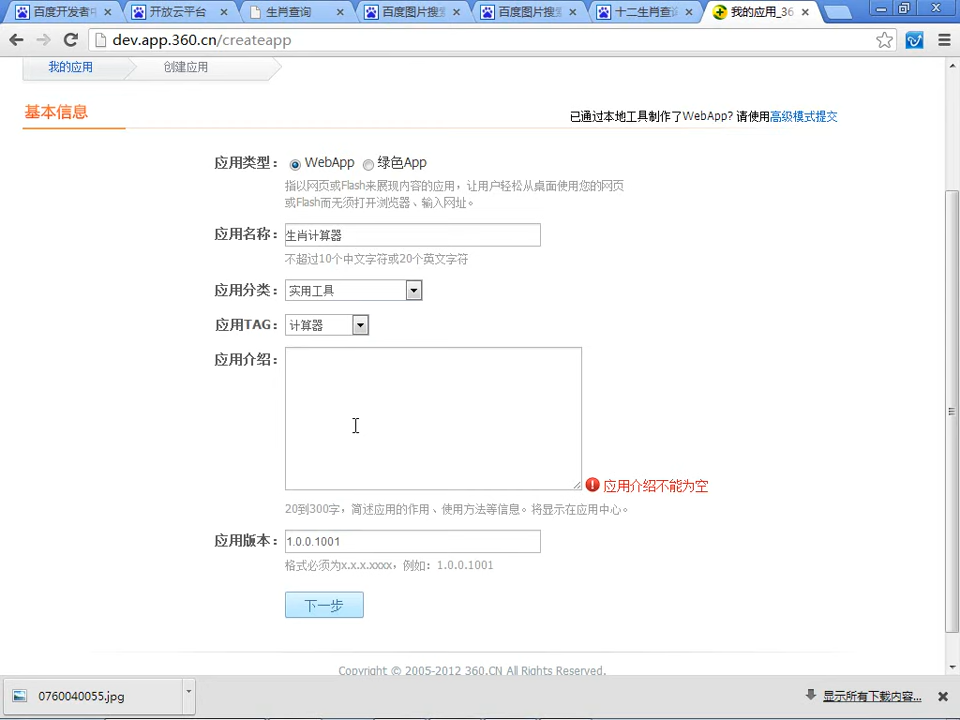 百度开发者中
开放云平台
生肖查询
百度图片搜索
百度图片搜索
十二生肖查询
我的应用_36
dev.app.360.cn/createapp
我的应用
创建应用
基本信息
已通过本地工具制作了WebApp? 请使用高级模式提交
应用类型：
WebApp
绿色App
指以网页或Flash来展现内容的应用，让用户轻松从桌面使用您的网页
或Flash而无须打开浏览器、输入网址。
应用名称：
生肖计算器
不超过10个中文字符或20个英文字符
应用分类：
实用工具
应用TAG：
计算器
应用介绍：
应用介绍不能为空
20到300字，简述应用的作用、使用方法等信息。将显示在应用中心。
应用版本：
1.0.0.1001
格式必须为x.x.x.xxxx，例如：1.0.0.1001
下一步
Copyright © 2005-2012 360.CN All Rights Reserved.
0760040055.jpg
显示所有下载内容...